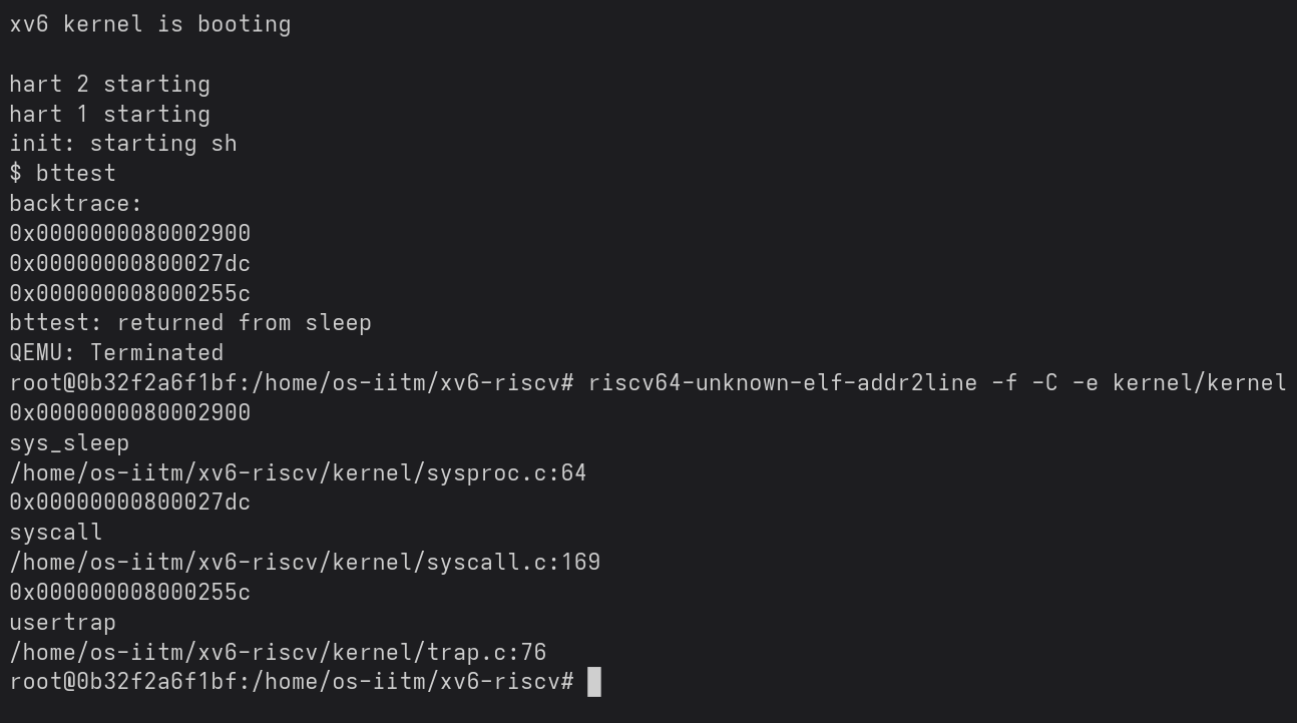 xv6 kernel is booting
hart 2 starting
hart 1 starting
init: starting sh
$ bttest
backtrace:
0x0000000080002900
0x00000000800027dc
0x000000008000255c
bttest: returned from sleep
QEMU: Terminated
root@0b32f2a6f1bf:/home/os-iitm/xv6-riscv# riscv64-unknown-elf-addr2line -f -C -e kernel/kernel
0x0000000080002900
sys_sleep
/home/os-iitm/xv6-riscv/kernel/sysproc.c:64
0x00000000800027dc
syscall
/home/os-iitm/xv6-riscv/kernel/syscall.c:169
0x000000008000255c
usertrap
/home/os-iitm/xv6-riscv/kernel/trap.c:76
root@0b32f2a6f1bf:/home/os-iitm/xv6-riscv#